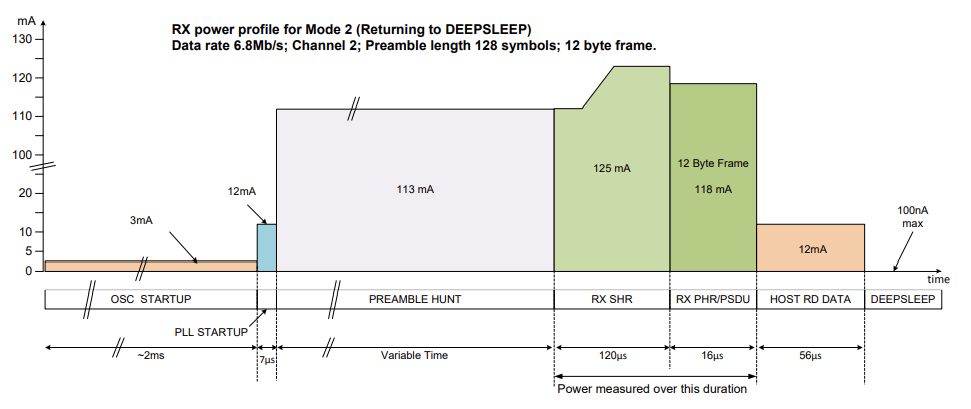 mA
RX power profile for Mode 2 (Returning to DEEPSLEEP)
Data rate 6.8Mb/s; Channel 2; Preamble length 128 symbols; 12 byte frame.
130
120
110
100
20
10
5
0
3mA
12mA
113 mA
125 mA
12 Byte Frame
118 mA
12mA
100nA
max
time
OSC STARTUP
PREAMBLE HUNT
RX SHR
RX PHR/PSDU
HOST RD DATA
DEEPSLEEP
PLL STARTUP
~2ms
7µs
Variable Time
120µs
16µs
56µs
Power measured over this duration